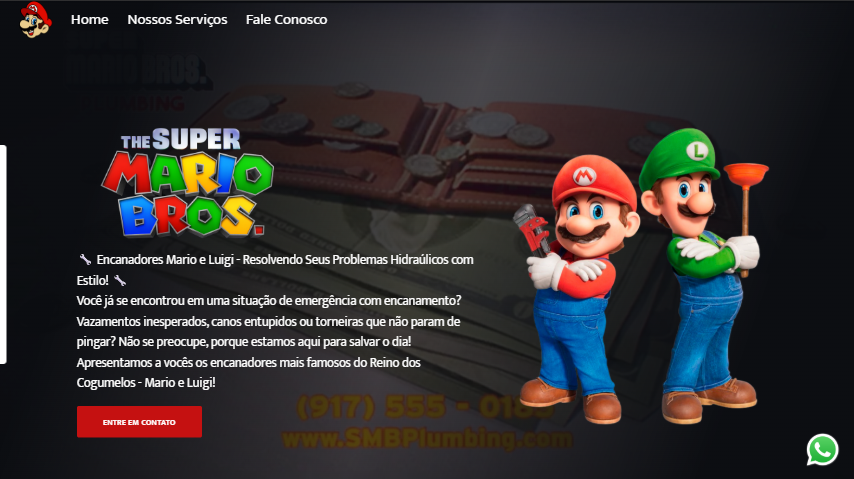 Home Nossos Serviços Fale Conosco
MARIO BROS.
THE SUPER
MARIO
BROS.
🔧 Encanadores Mario e Luigi - Resolvendo Seus Problemas Hidraúlicos com
Estilo! 🔧
Você já se encontrou em uma situação de emergência com encanamento?
Vazamentos inesperados, canos entupidos ou torneiras que não param de
pingar? Não se preocupe, porque estamos aqui para salvar o dia!
Apresentamos a vocês os encanadores mais famosos do Reino dos
Cogumelos - Mario e Luigi!
ENTRE EM CONTATO
M
L
(917) 555 - 018
www.SMBPlumbing.com